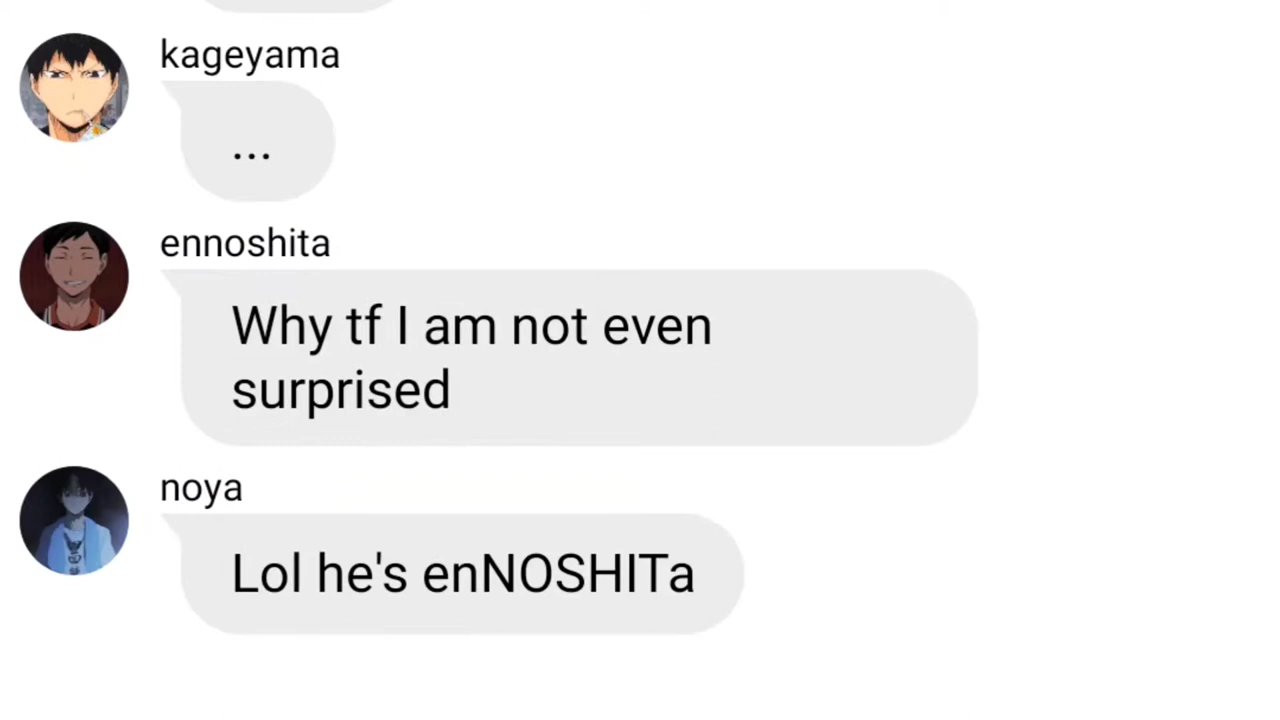 kageyama
...
ennoshita
Why tf I am not even
surprised
noya
Lol he's enNOSHITa